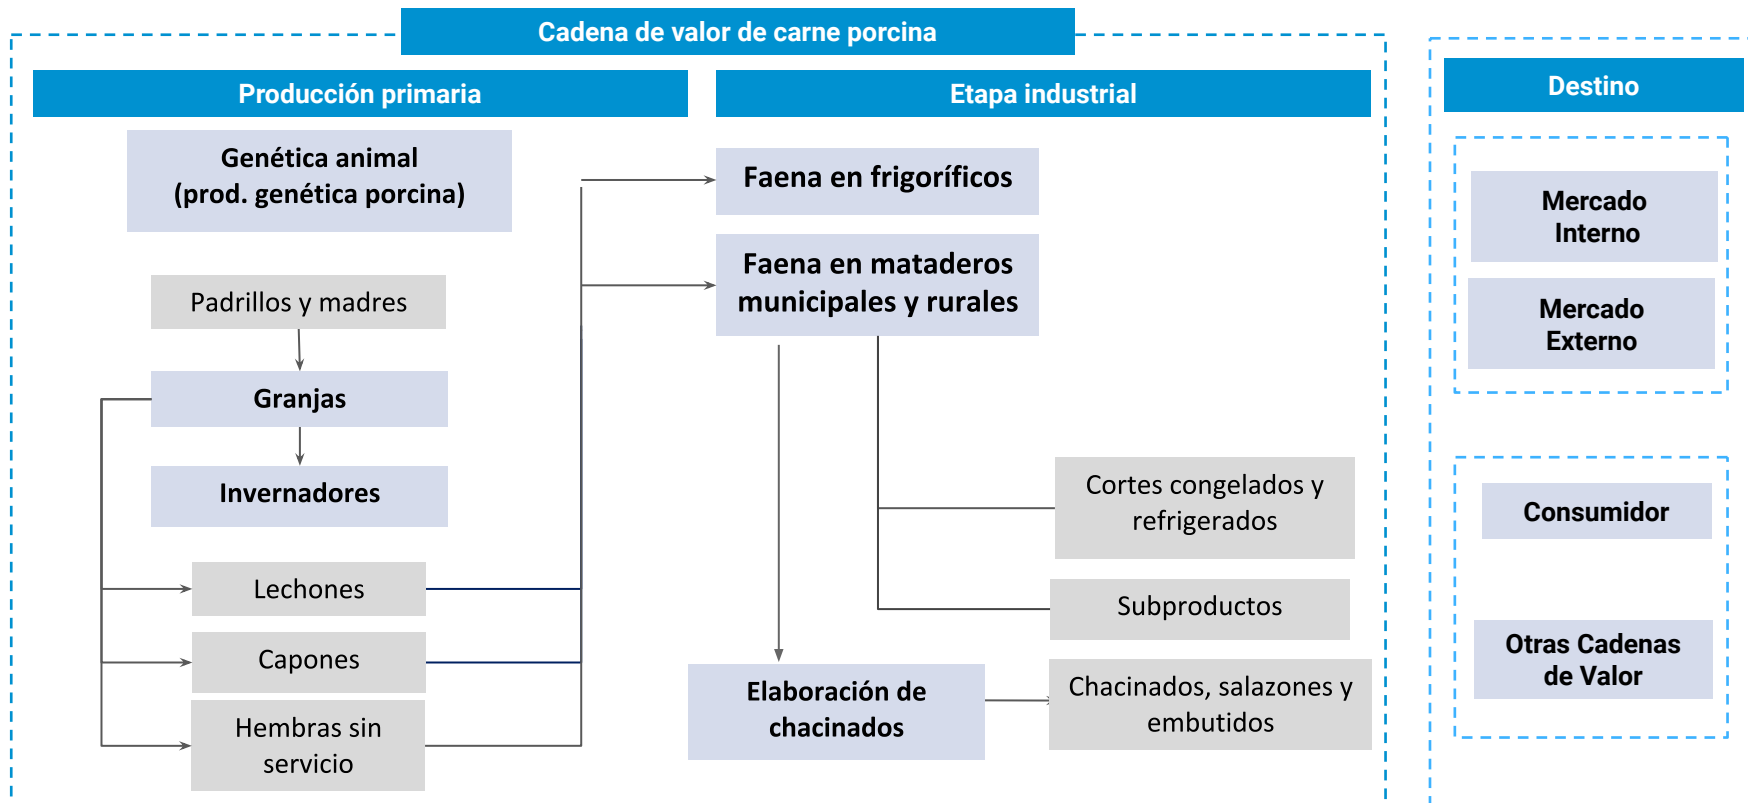 Cadena de valor de carne porcina
Producción primaria
Genética animal
(prod. genética porcina)
Padrillos y madres
Granjas
Invernadores
Lechones
Capones
Hembras sin
servicio
Etapa industrial
Faena en frigoríficos
Faena en mataderos
municipales y rurales
Cortes congelados y
refrigerados
Subproductos
Elaboración de
chacinados
Chacinados, salazones y
embutidos
Destino
Mercado
Interno
Mercado
Externo
Consumidor
Otras Cadenas
de Valor